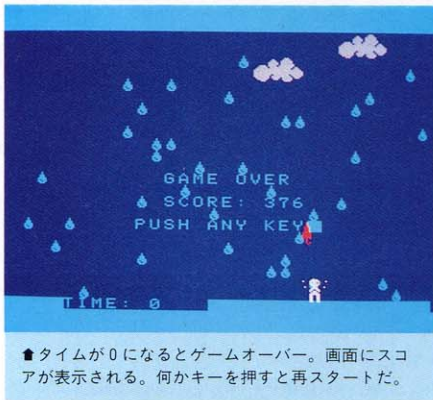 GAME OVER
SCORE: 376
PUSH ANY KEY
TIME: 0
⬆タイムが0になるとゲームオーバー。画面にスコ
アが表示される。何かキーを押すと再スタートだ。